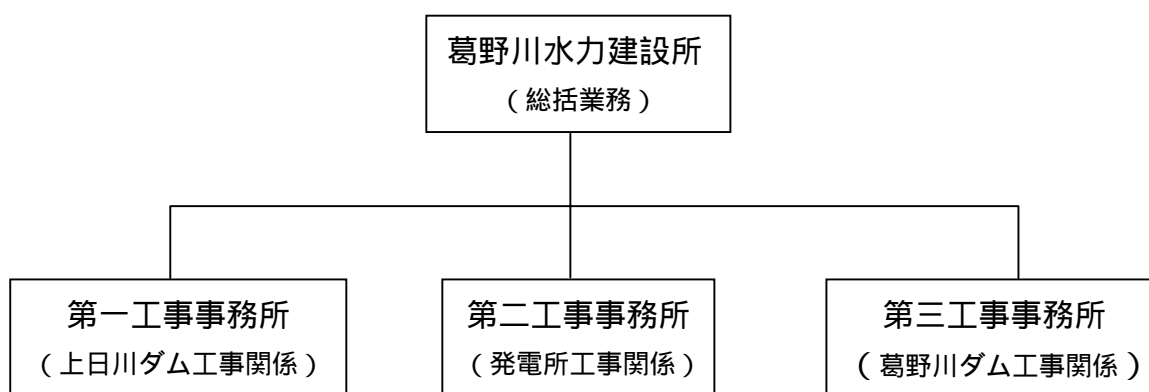 葛野川水力建設所
（総括業務）
第一工事事務所
（上日川ダム工事関係）
第二工事事務所
（発電所工事関係）
第三工事事務所
（葛野川ダム工事関係）